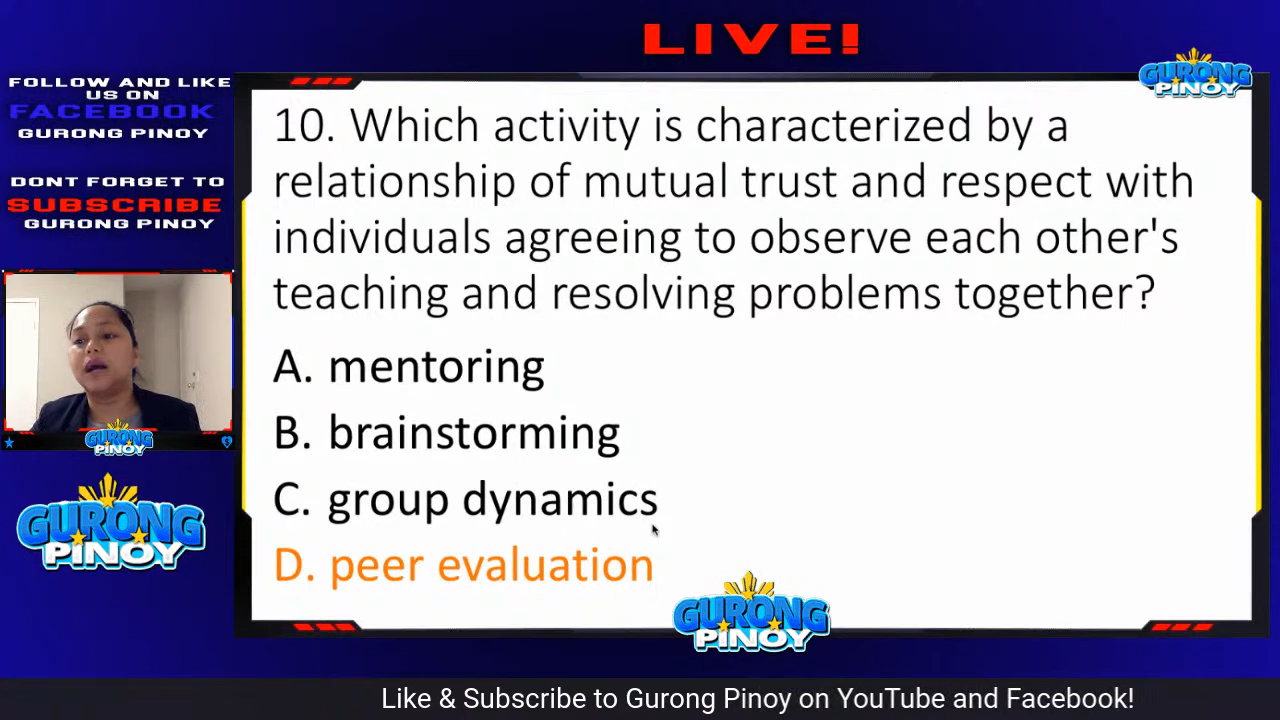 LIVE!
GURONG
PINOY
FOLLOW AND LIKE
US ON
FACEBOOK
GURONG PINOY
DONT FORGET TO
SUBSCRIBE
GURONG PINOY
10. Which activity is characterized by a
relationship of mutual trust and respect with
individuals agreeing to observe each other's
teaching and resolving problems together?
A. mentoring
B. brainstorming
C. group dynamics
D. peer evaluation
GURONG
PINOY
GURONG
PINOY
GURONG
PINOY
Like & Subscribe to Gurong Pinoy on YouTube and Facebook!